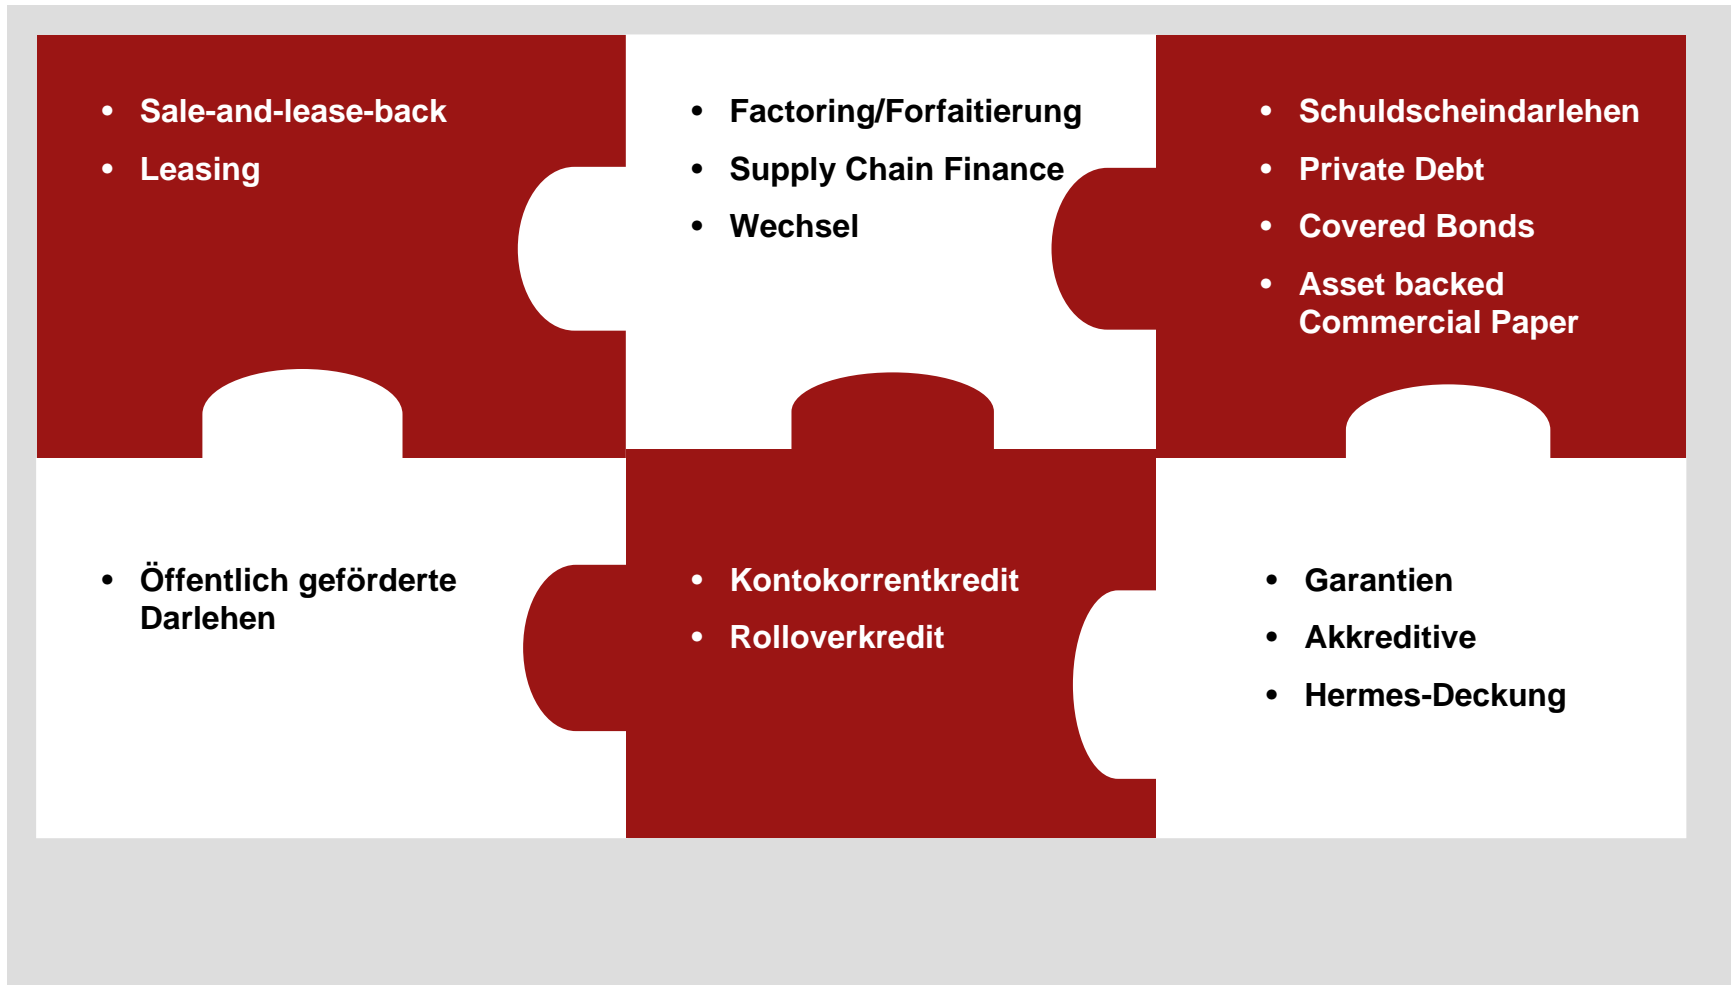 • Sale-and-lease-back
• Leasing
• Factoring/Forfaitierung
• Supply Chain Finance
• Wechsel
• Schuldscheindarlehen
• Private Debt
• Covered Bonds
• Asset backed
Commercial Paper
• Öffentlich geförderte
Darlehen
• Kontokorrentkredit
• Rolloverkredit
• Garantien
• Akkreditive
• Hermes-Deckung